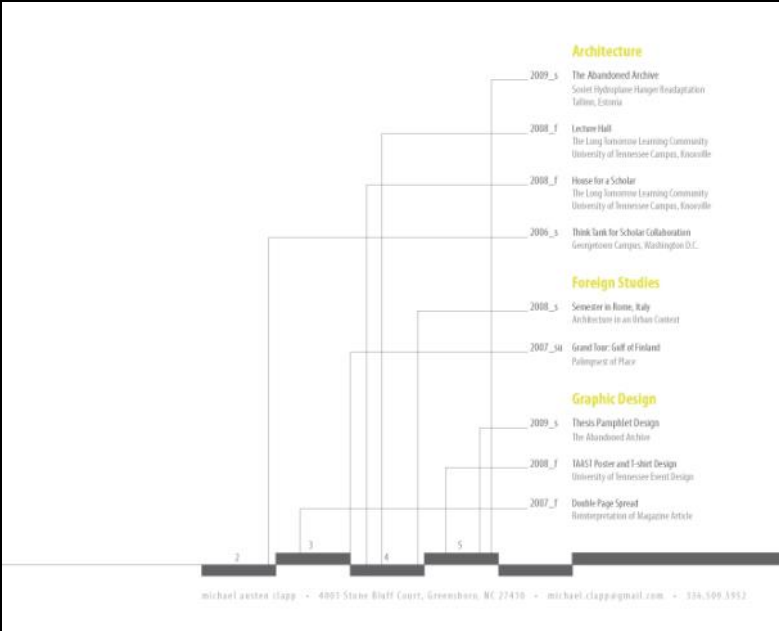 Architecture
2009_s The Abandoned Archive
Soviet Hydroplane Hanger Readaptation
Tallinn, Estonia
2008_f Lecture Hall
The Long Tomorrow Learning Community
University of Tennessee Campus, Knoxville
2008_f House for a Scholar
The Long Tomorrow Learning Community
University of Tennessee Campus, Knoxville
2006_s Think Tank for Scholar Collaboration
Georgetown Campus, Washington D.C.
Foreign Studies
2008_s Semester in Rome, Italy
Architecture in an Urban Context
2007_su Grand Tour: Gulf of Finland
Palimpsest of Place
Graphic Design
2009_s Thesis Pamphlet Design
The Abandoned Archive
2008_f TAAST Poster and T-shirt Design
University of Tennessee Event Design
2007_f Double Page Spread
Reinterpretation of Magazine Article
2 3 4 5
michael austen clapp - 4005 Stone Bluff Court, Greensboro, NC 27410 - michael.clapp@gmail.com - 336.509.5952